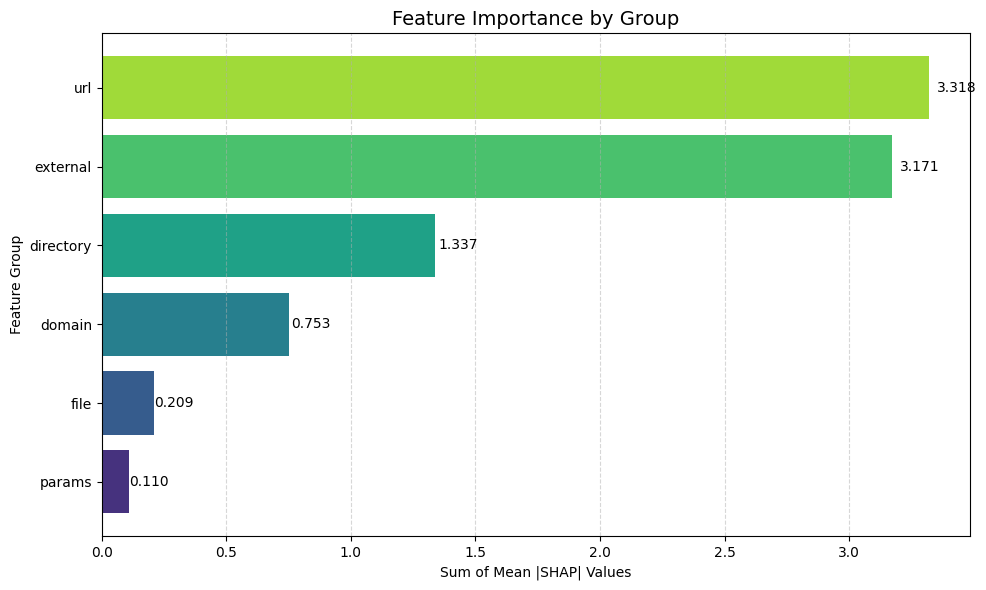 Feature Importance by Group
Feature Group
url
3.318
external
3.171
directory
1.337
domain
0.753
file
0.209
params
0.110
0.0 0.5 1.0 1.5 2.0 2.5 3.0
Sum of Mean |SHAP| Values